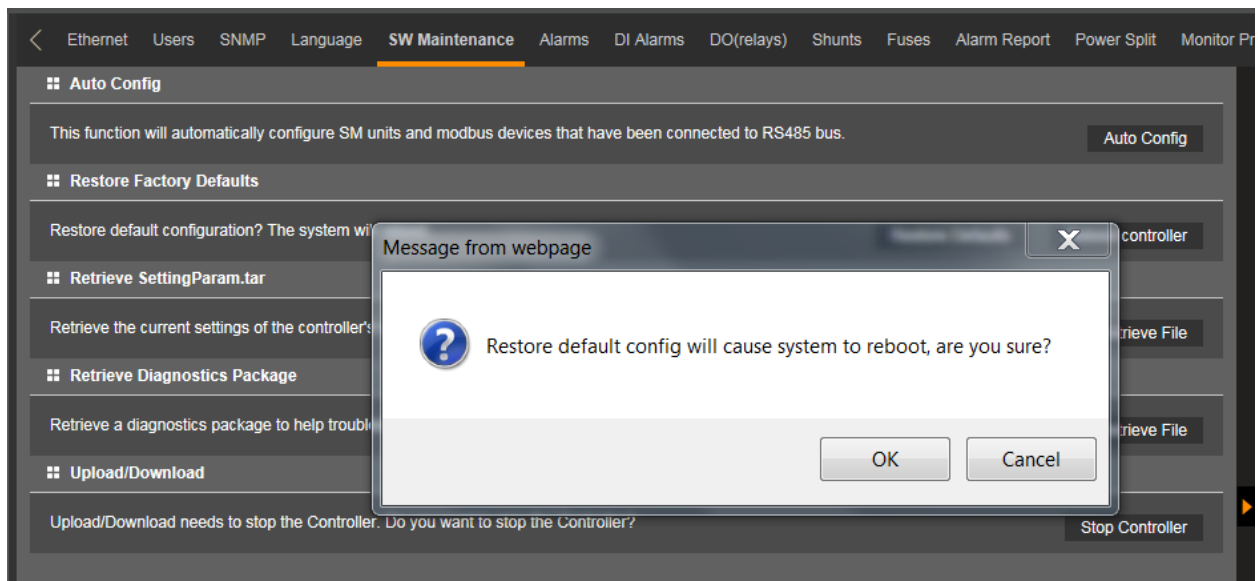 Ethernet Users SNMP Language SW Maintenance Alarms DI Alarms DO(relays) Shunts Fuses Alarm Report Power Split Monitor Pr
Auto Config
This function will automatically configure SM units and modbus devices that have been connected to RS485 bus.
Auto Config
Restore Factory Defaults
Restore default configuration? The system wil
controller
Message from webpage
Restore default config will cause system to reboot, are you sure?
OK Cancel
Retrieve SettingParam.tar
Retrieve the current settings of the controller's
trieve File
Retrieve Diagnostics Package
Retrieve a diagnostics package to help troubl
trieve File
Upload/Download
Upload/Download needs to stop the Controller. Do you want to stop the Controller?
Stop Controller